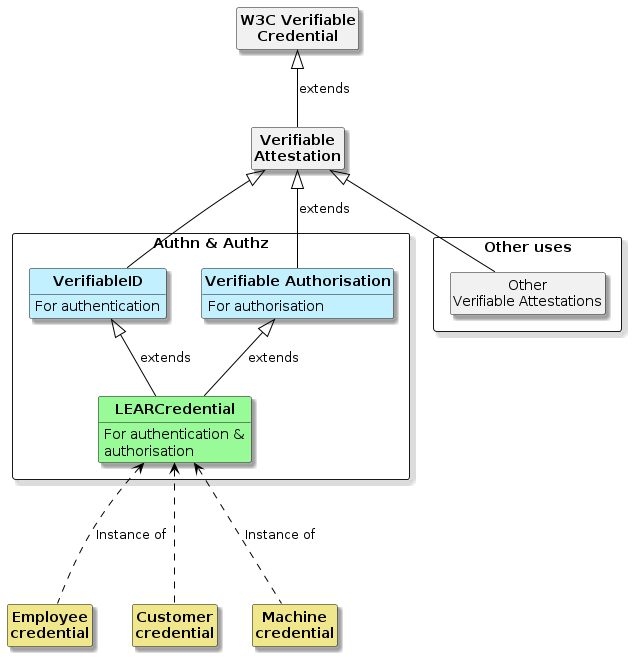 W3C Verifiable
Credential
extends
Verifiable
Attestation
extends
Authn & Authz
Other uses
VerifiableID
For authentication
Verifiable Authorisation
For authorisation
Other
Verifiable Attestations
extends
extends
LEARCredential
For authentication &
authorisation
Instance of
Instance of
Employee
credential
Customer
credential
Machine
credential